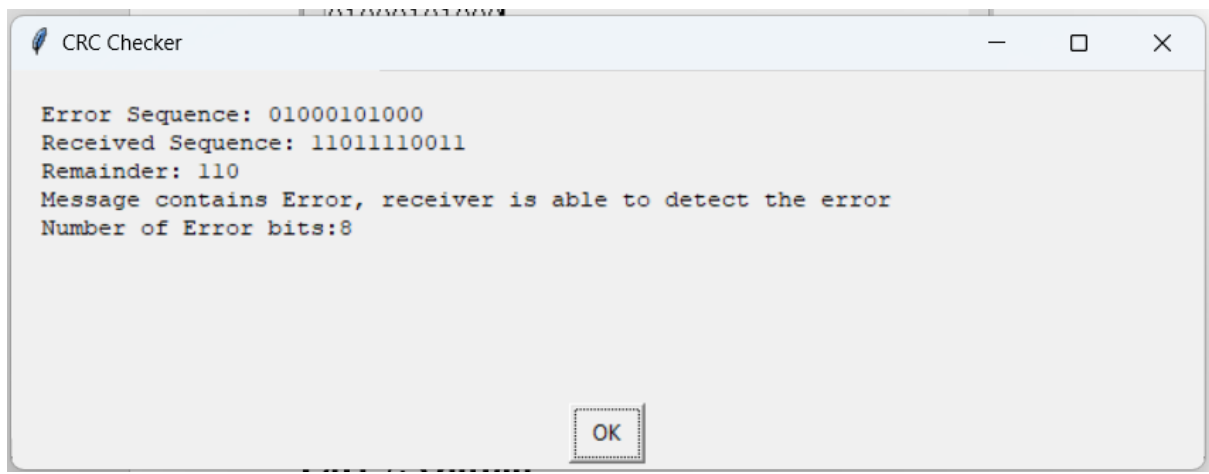 01000101000
CRC Checker
Error Sequence: 01000101000
Received Sequence: 11011110011
Remainder: 110
Message contains Error, receiver is able to detect the error
Number of Error bits:8
OK